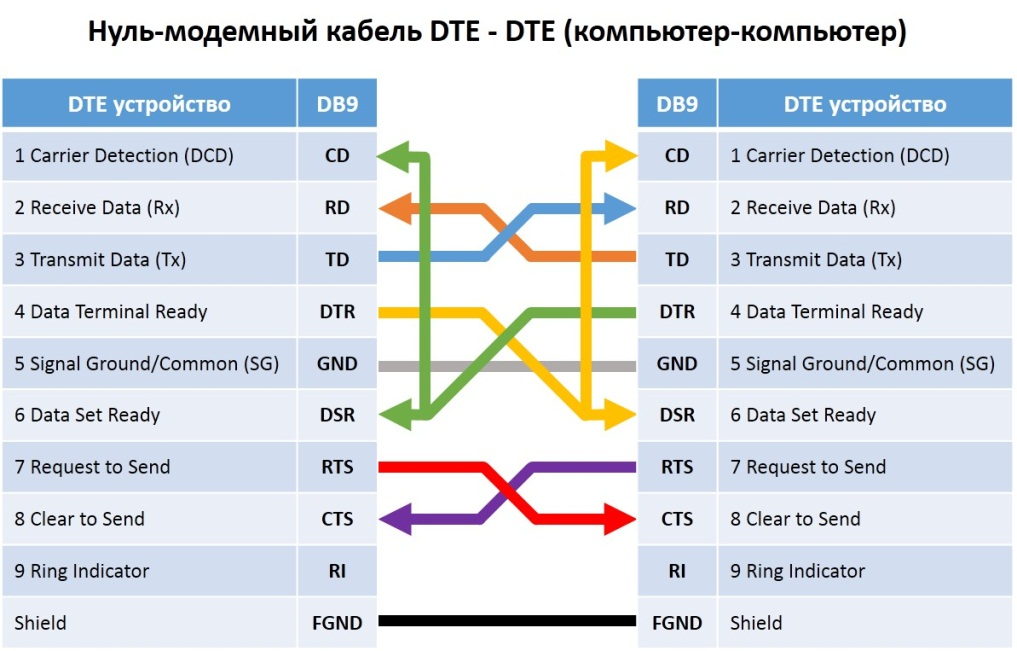 Нуль-модемный кабель DTE - DTE (компьютер-компьютер)
DTE устройство DB9 DB9 DTE устройство
1 Carrier Detection (DCD) CD CD 1 Carrier Detection (DCD)
2 Receive Data (Rx) RD RD 2 Receive Data (Rx)
3 Transmit Data (Tx) TD TD 3 Transmit Data (Tx)
4 Data Terminal Ready DTR DTR 4 Data Terminal Ready
5 Signal Ground/Common (SG) GND GND 5 Signal Ground/Common (SG)
6 Data Set Ready DSR DSR 6 Data Set Ready
7 Request to Send RTS RTS 7 Request to Send
8 Clear to Send CTS CTS 8 Clear to Send
9 Ring Indicator RI RI 9 Ring Indicator
Shield FGND FGND Shield